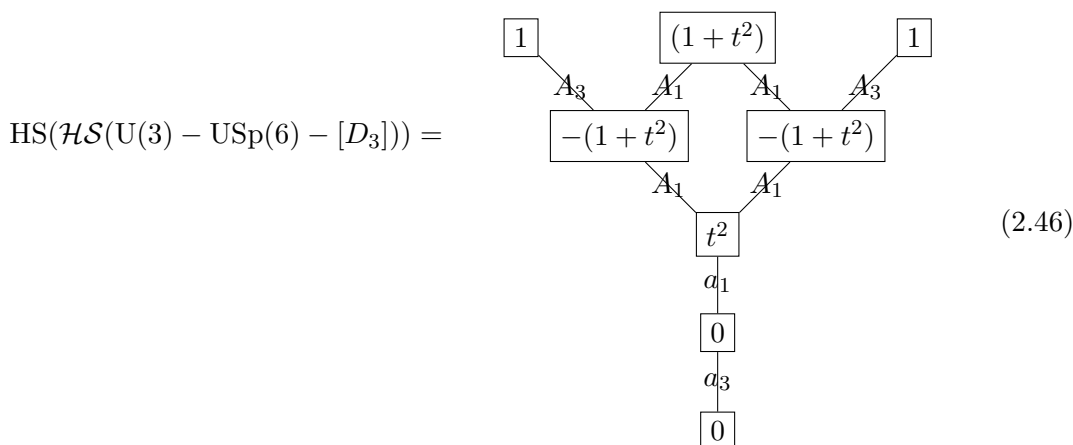 1 (1 + t²) 1
A₃ A₁ A₁ A₃
HS(ℋ𝒮(U(3) − USp(6) − [D₃])) = −(1 + t²) −(1 + t²)
A₁ A₁
t² (2.46)
a₁
0
a₃
0